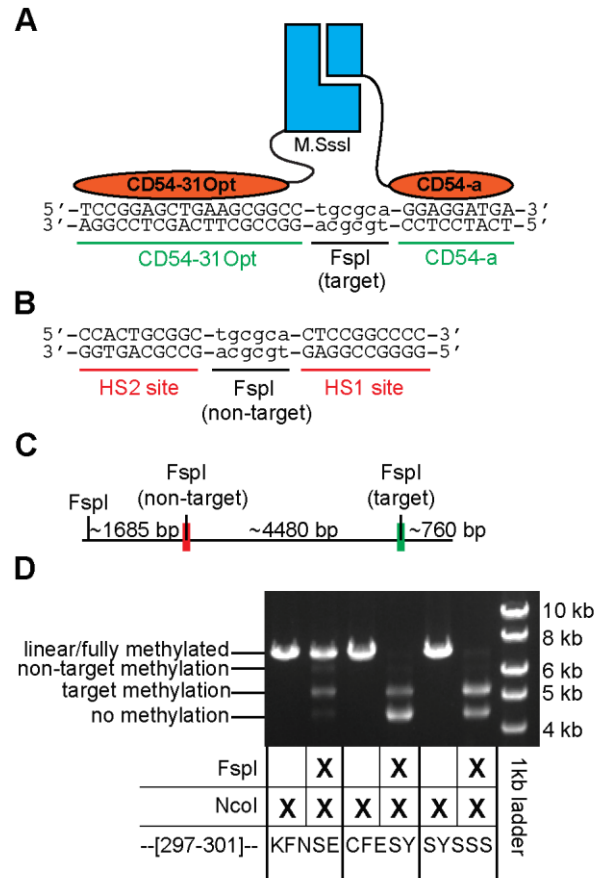 A
M.SssI
CD54-31Opt CD54-a
5'-TCCGGAGCTGAAGCGGCC-tgcgca-GGAGGATGA-3'
3'-AGGCCTCGACTTCGCCGG-acgcgt-CCTCCTACT-5'
CD54-31Opt FspI (target) CD54-a
B
5'-CCACTGCGGC-tgcgca-CTCCGGCCCC-3'
3'-GGTGACGCCG-acgcgt-GAGGCCGGGG-5'
HS2 site FspI (non-target) HS1 site
C
FspI FspI (non-target) FspI (target)
~1685 bp ~4480 bp ~760 bp
D
linear/fully methylated
non-target methylation
target methylation
no methylation
10 kb
8 kb
6 kb
5 kb
4 kb
FspI X X X
NcoI X X X X X X
--[297-301]-- KFNSE CFESY SYSSS
1kb ladder